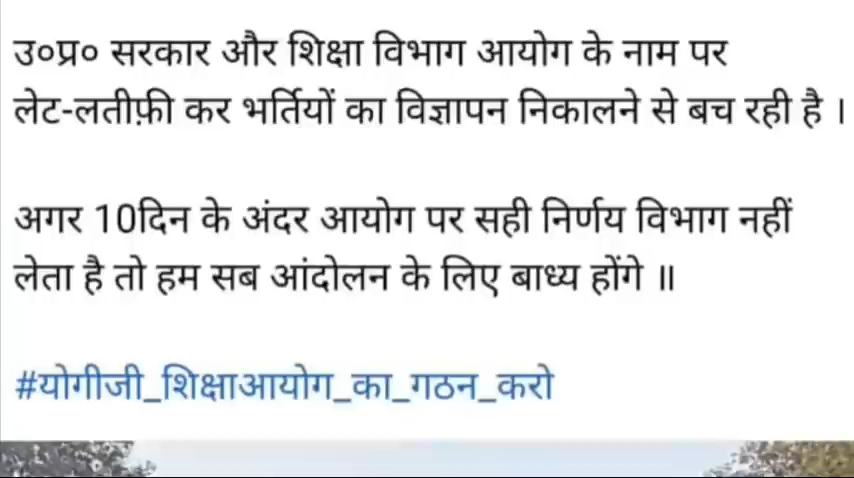 उ०प्र० सरकार और शिक्षा विभाग आयोग के नाम पर
लेट-लतीफ़ी कर भर्तियों का विज्ञापन निकालने से बच रही है ।
अगर 10दिन के अंदर आयोग पर सही निर्णय विभाग नहीं
लेता है तो हम सब आंदोलन के लिए बाध्य होंगे ॥
#योगीजी_शिक्षाआयोग_का_गठन_करो